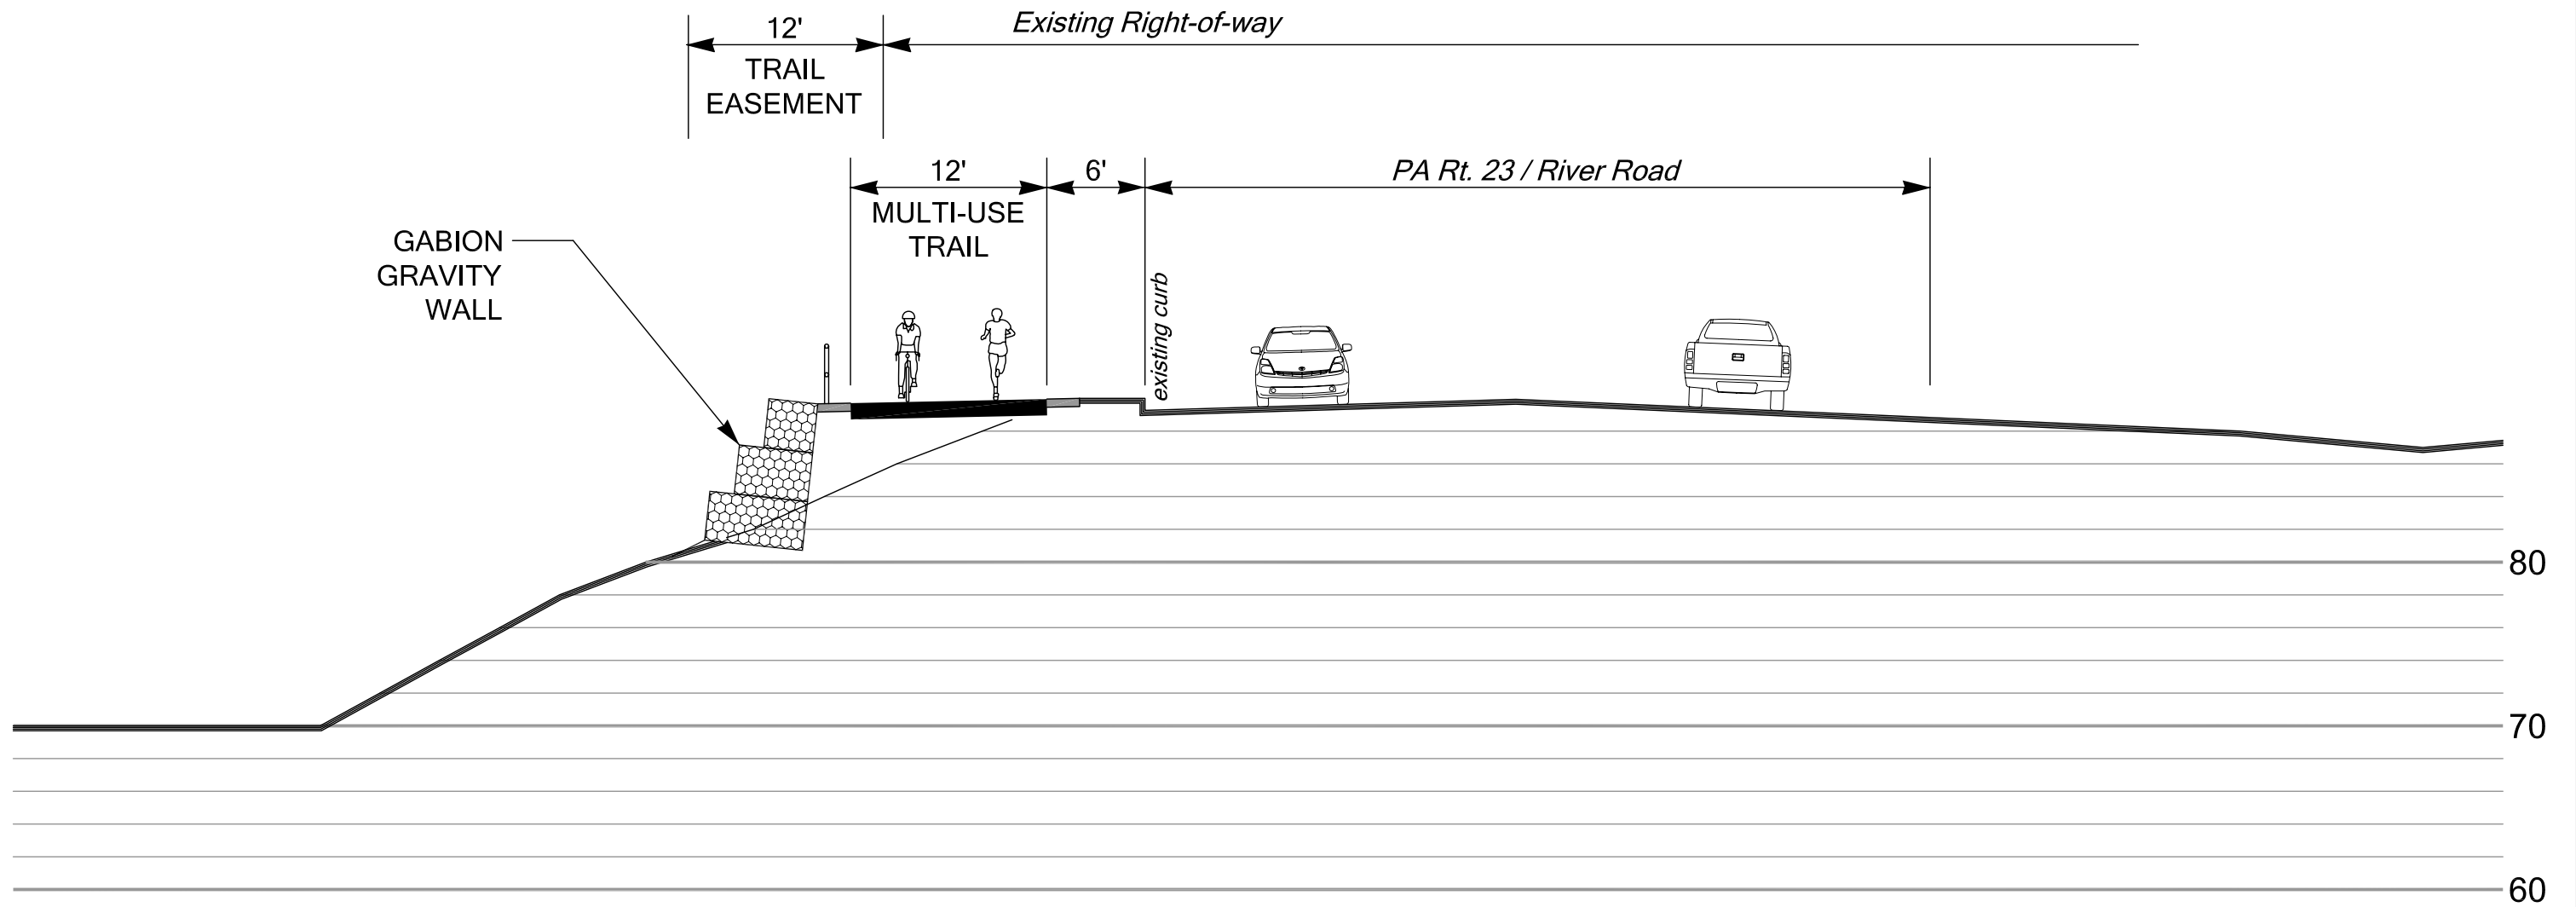 12'
Existing Right-of-way
TRAIL
EASEMENT
12'
6'
PA Rt. 23 / River Road
MULTI-USE
TRAIL
GABION
GRAVITY
WALL
existing curb
80
70
60